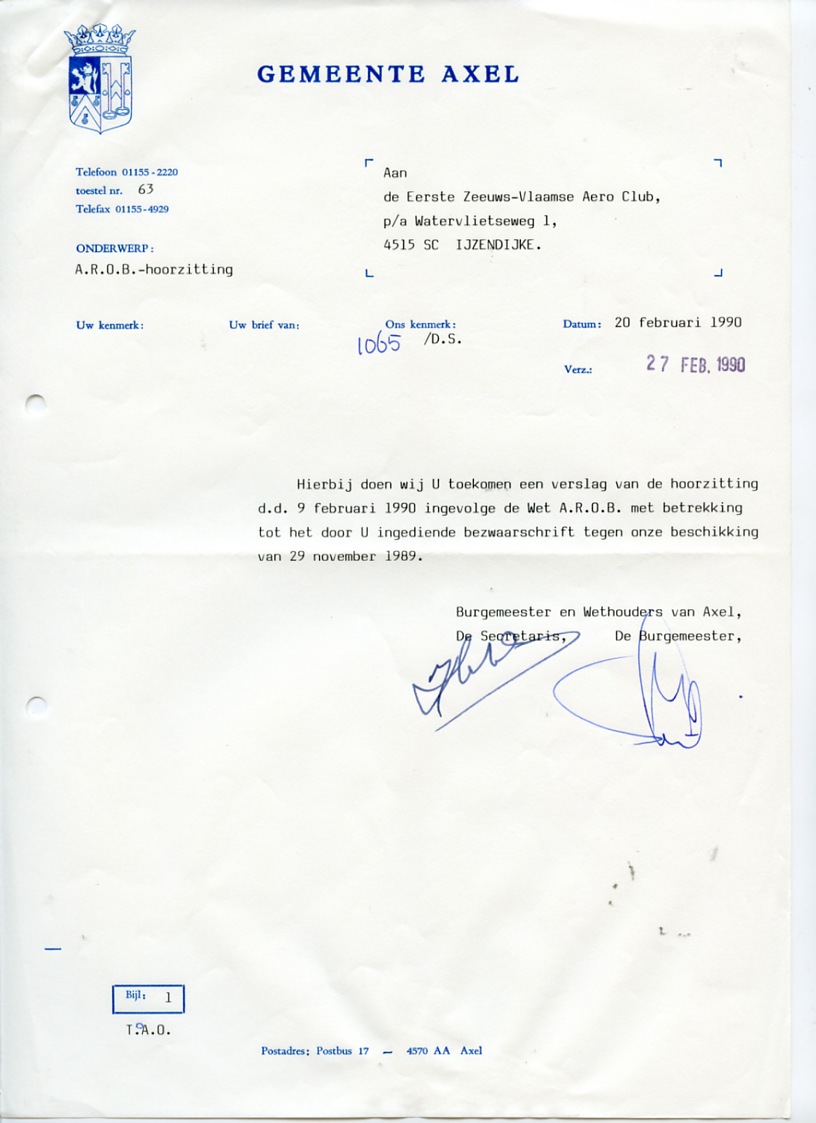 GEMEENTE AXEL
Telefoon 01155-2220
toestel nr. 63
Telefax 01155-4929
ONDERWERP:
A.R.O.B.-hoorzitting
Aan
de Eerste Zeeuws-Vlaamse Aero Club,
p/a Watervlietseweg 1,
4515 SC IJZENDIJKE.
Uw kenmerk: Uw brief van: Ons kenmerk: Datum: 20 februari 1990
1065 /D.S.
Verz.: 27 FEB. 1990
Hierbij doen wij U toekomen een verslag van de hoorzitting
d.d. 9 februari 1990 ingevolge de Wet A.R.O.B. met betrekking
tot het door U ingediende bezwaarschrift tegen onze beschikking
van 29 november 1989.
Burgemeester en Wethouders van Axel,
De Secretaris, De Burgemeester,
Bijl: 1
T.A.O.
Postadres: Postbus 17 — 4570 AA Axel